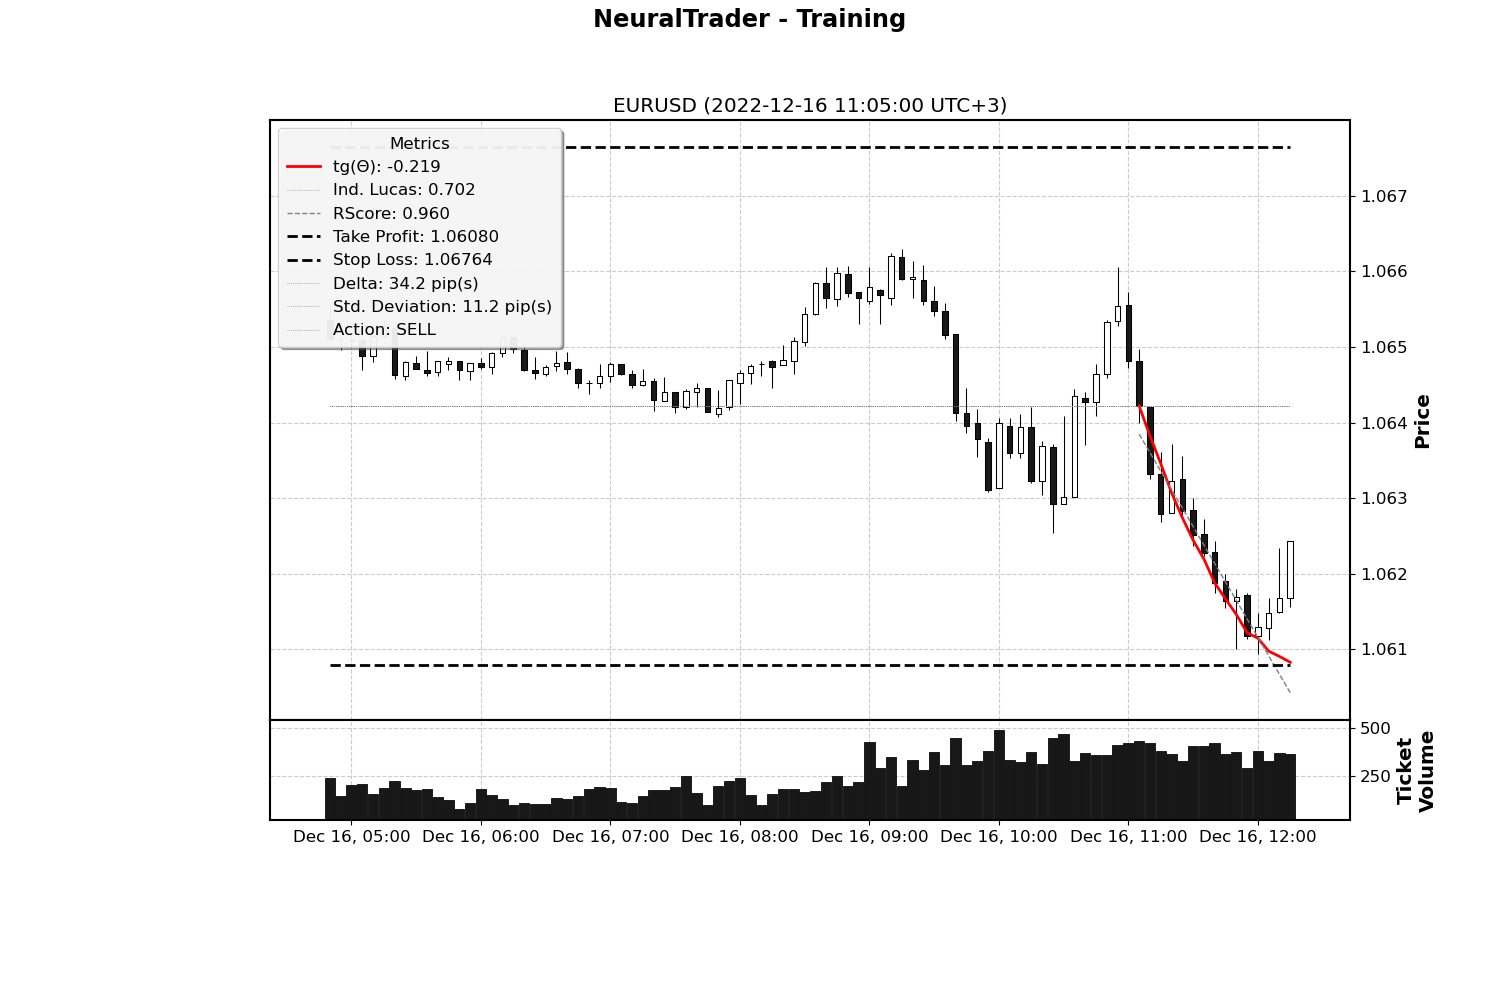 NeuralTrader - Training
EURUSD (2022-12-16 11:05:00 UTC+3)
Metrics
tg(Θ): -0.219
Ind. Lucas: 0.702
RScore: 0.960
Take Profit: 1.06080
Stop Loss: 1.06764
Delta: 34.2 pip(s)
Std. Deviation: 11.2 pip(s)
Action: SELL
1.067
1.066
1.065
1.064
1.063
1.062
1.061
Price
500
250
Ticket
Volume
Dec 16, 05:00 Dec 16, 06:00 Dec 16, 07:00 Dec 16, 08:00 Dec 16, 09:00 Dec 16, 10:00 Dec 16, 11:00 Dec 16, 12:00